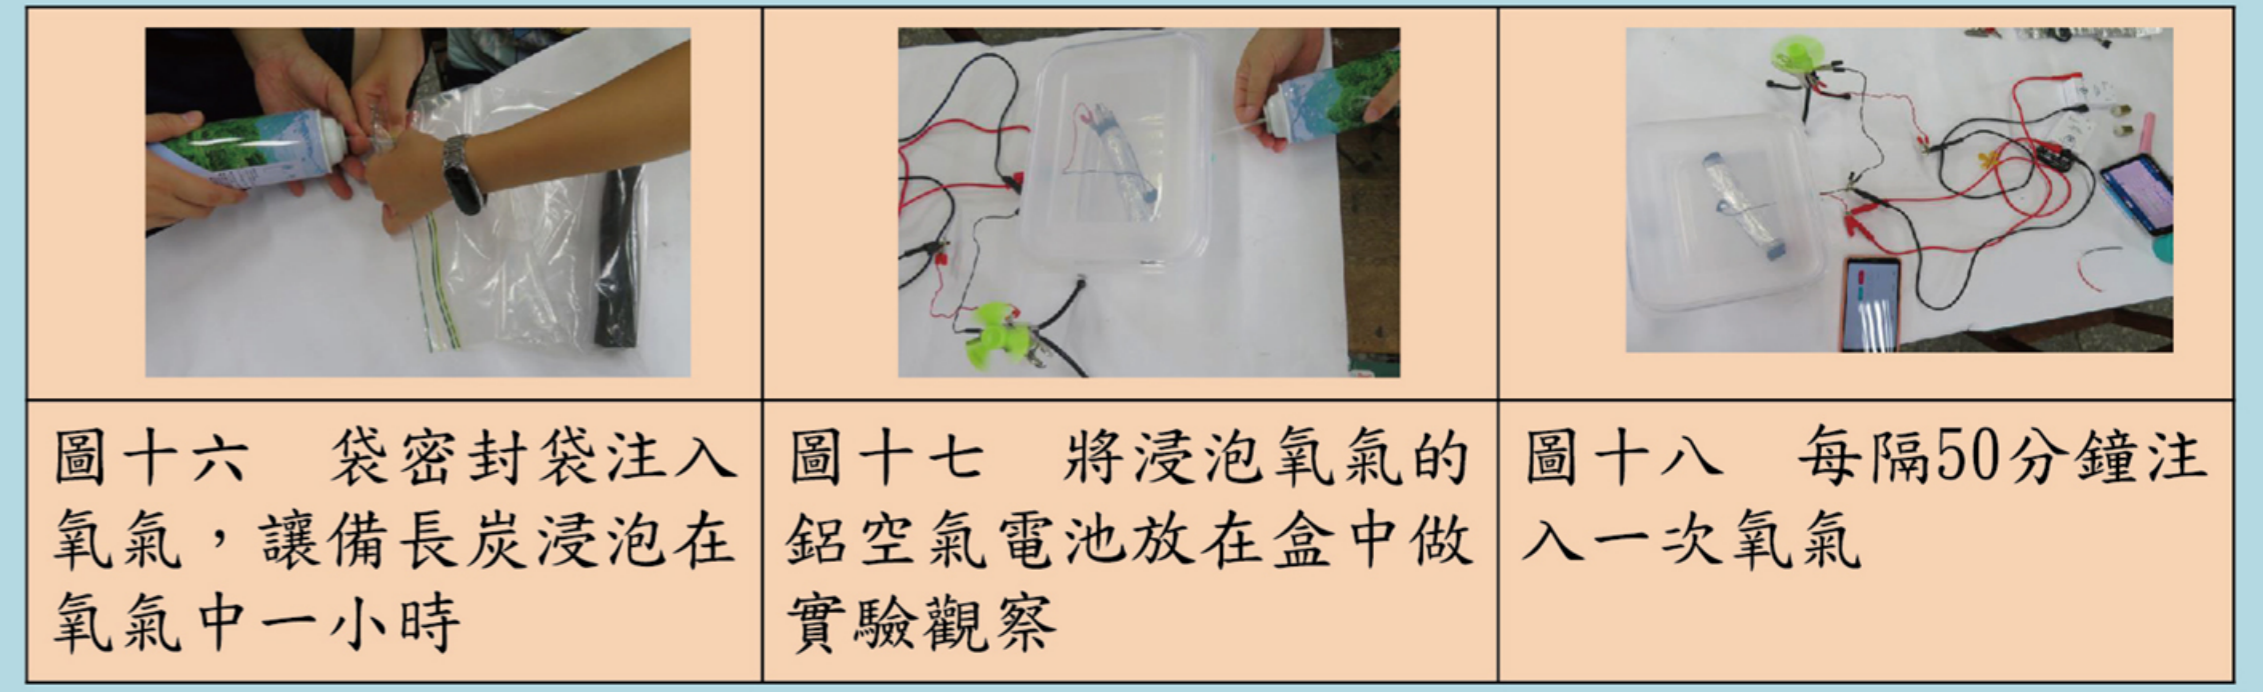 圖十六　袋密封袋注入
氧氣，讓備長炭浸泡在
氧氣中一小時
圖十七　將浸泡氧氣的
鋁空氣電池放在盒中做
實驗觀察
圖十八　每隔50分鐘注
入一次氧氣